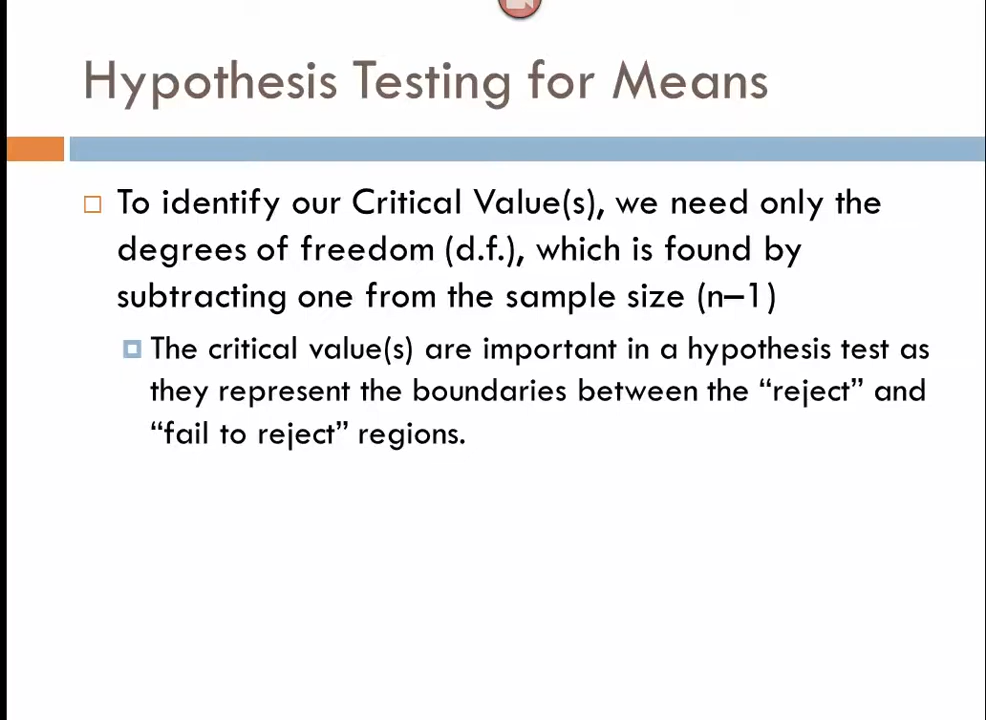 Hypothesis Testing for Means
To identify our Critical Value(s), we need only the
degrees of freedom (d.f.), which is found by
subtracting one from the sample size (n–1)
The critical value(s) are important in a hypothesis test as
they represent the boundaries between the “reject” and
“fail to reject” regions.